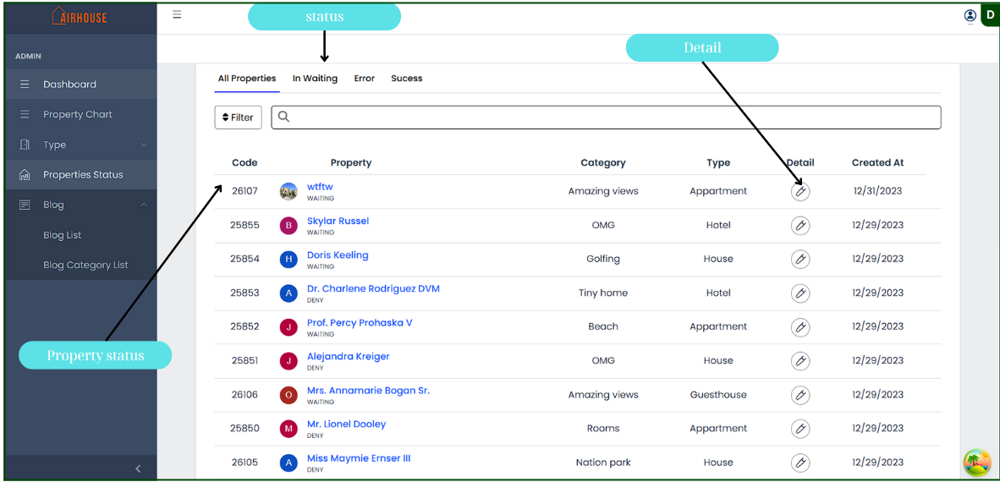 AIRHOUSE
status
D
ADMIN
Detail
Dashboard
All Properties In Waiting Error Sucess
Property Chart
Filter
Type
Code Property Category Type Detail Created At
Properties Status
26107 wtftw Amazing views Appartment 12/31/2023
WAITING
Blog
25855 B Skylar Russel OMG Hotel 12/29/2023
WAITING
Blog List
25854 H Doris Keeling Golfing House 12/29/2023
WAITING
Blog Category List
25853 A Dr. Charlene Rodriguez DVM Tiny home Hotel 12/29/2023
DENY
25852 J Prof. Percy Prohaska V Beach Appartment 12/29/2023
WAITING
Property status
25851 J Alejandra Kreiger OMG House 12/29/2023
DENY
26106 O Mrs. Annamarie Bogan Sr. Amazing views Guesthouse 12/29/2023
WAITING
25850 M Mr. Lionel Dooley Rooms Appartment 12/29/2023
DENY
26105 A Miss Maymie Ernser III Nation park House 12/29/2023
DENY